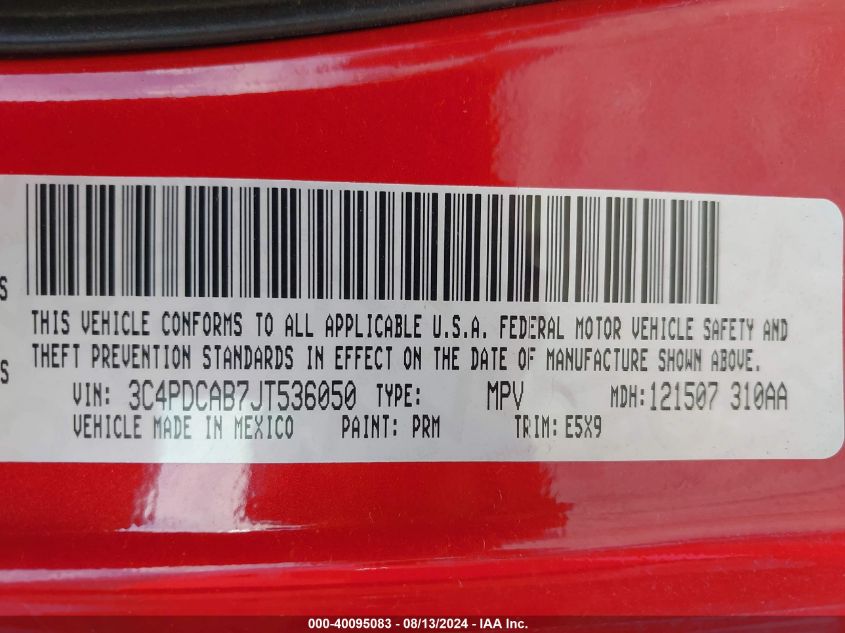 S
THIS VEHICLE CONFORMS TO ALL APPLICABLE U.S.A. FEDERAL MOTOR VEHICLE SAFETY AND
S
THEFT PREVENTION STANDARDS IN EFFECT ON THE DATE OF MANUFACTURE SHOWN ABOVE.
VIN: 3C4PDCAB7JT536050 TYPE: MPV MDH:121507 310AA
VEHICLE MADE IN MEXICO PAINT: PRM TRIM: E5X9
000-40095083 - 08/13/2024 - IAA Inc.